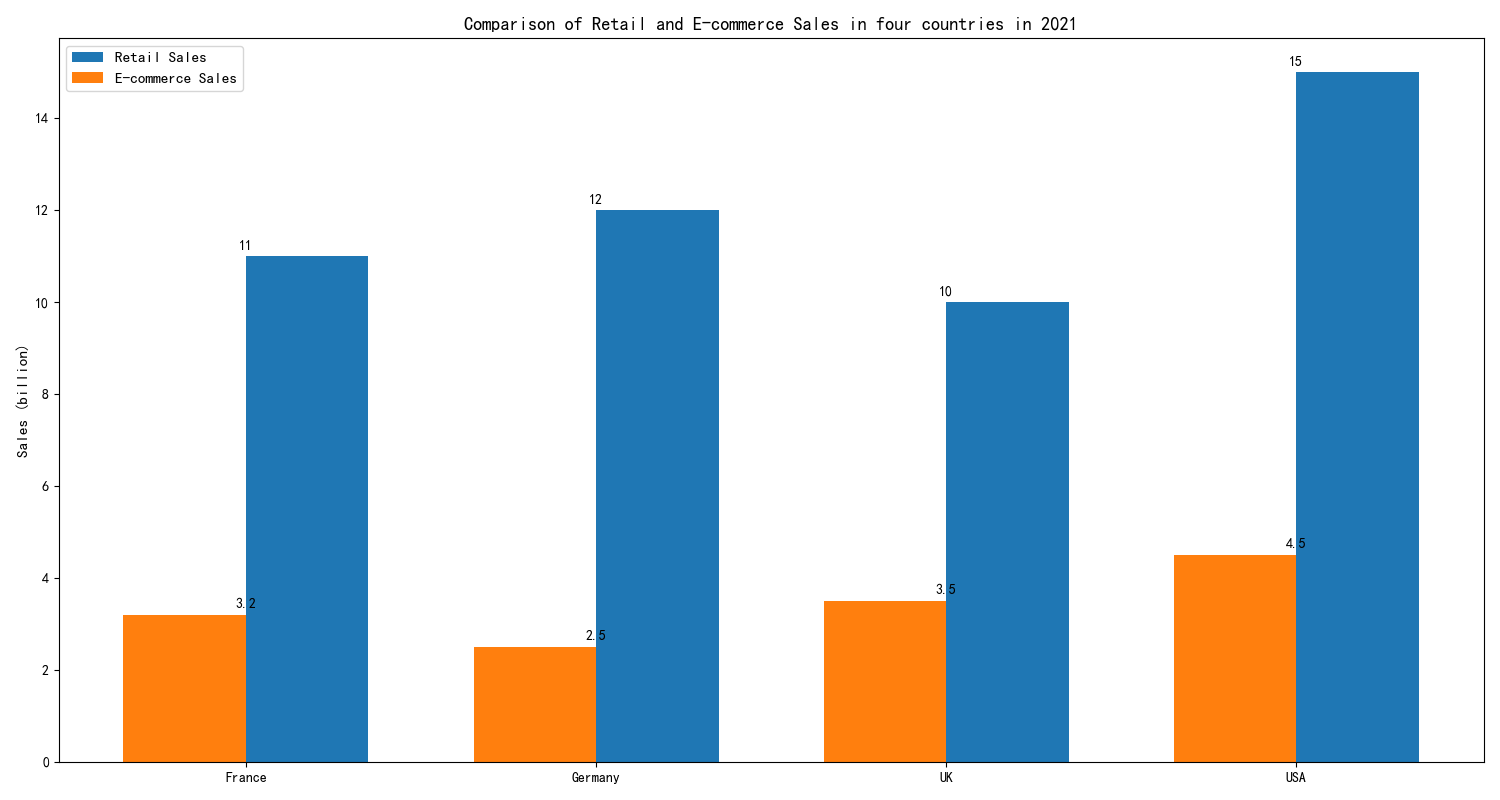 Comparison of Retail and E-commerce Sales in four countries in 2021
Retail Sales
E-commerce Sales
Sales (billion)
14
12
10
8
6
4
2
0
11
3.2
12
2.5
10
3.5
15
4.5
France
Germany
UK
USA